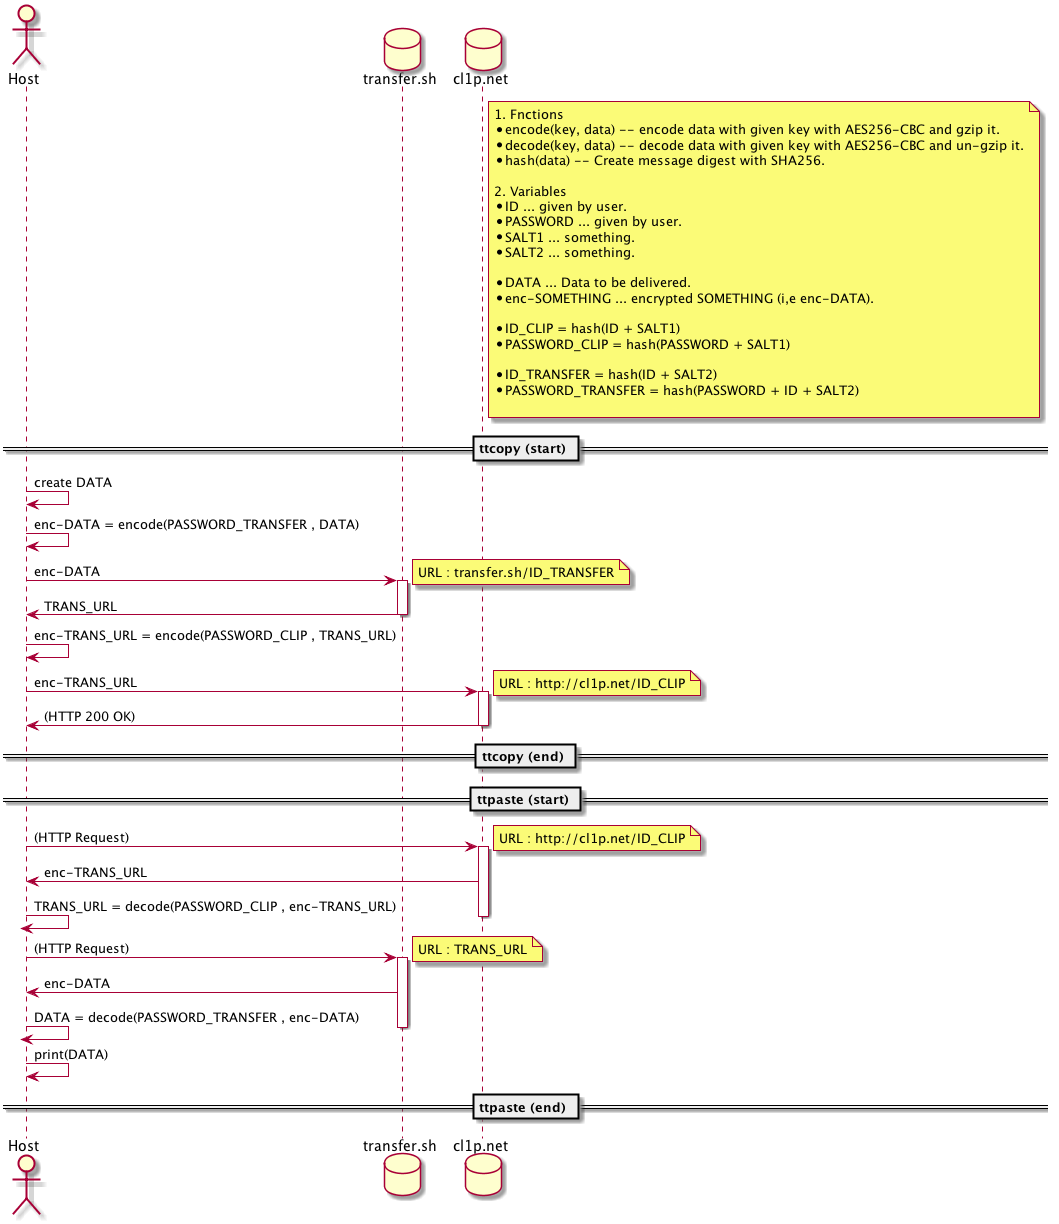 Host
transfer.sh
cl1p.net
1. Fnctions
•encode(key, data) -- encode data with given key with AES256-CBC and gzip it.
•decode(key, data) -- decode data with given key with AES256-CBC and un-gzip it.
•hash(data) -- Create message digest with SHA256.
2. Variables
•ID ... given by user.
•PASSWORD ... given by user.
•SALT1 ... something.
•SALT2 ... something.
•DATA ... Data to be delivered.
•enc-SOMETHING ... encrypted SOMETHING (i,e enc-DATA).
•ID_CLIP = hash(ID + SALT1)
•PASSWORD_CLIP = hash(PASSWORD + SALT1)
•ID_TRANSFER = hash(ID + SALT2)
•PASSWORD_TRANSFER = hash(PASSWORD + ID + SALT2)
ttcopy (start)
create DATA
enc-DATA = encode(PASSWORD_TRANSFER , DATA)
enc-DATA
URL : transfer.sh/ID_TRANSFER
TRANS_URL
enc-TRANS_URL = encode(PASSWORD_CLIP , TRANS_URL)
enc-TRANS_URL
URL : http://cl1p.net/ID_CLIP
(HTTP 200 OK)
ttcopy (end)
ttpaste (start)
(HTTP Request)
URL : http://cl1p.net/ID_CLIP
enc-TRANS_URL
TRANS_URL = decode(PASSWORD_CLIP , enc-TRANS_URL)
(HTTP Request)
URL : TRANS_URL
enc-DATA
DATA = decode(PASSWORD_TRANSFER , enc-DATA)
print(DATA)
ttpaste (end)
Host
transfer.sh
cl1p.net